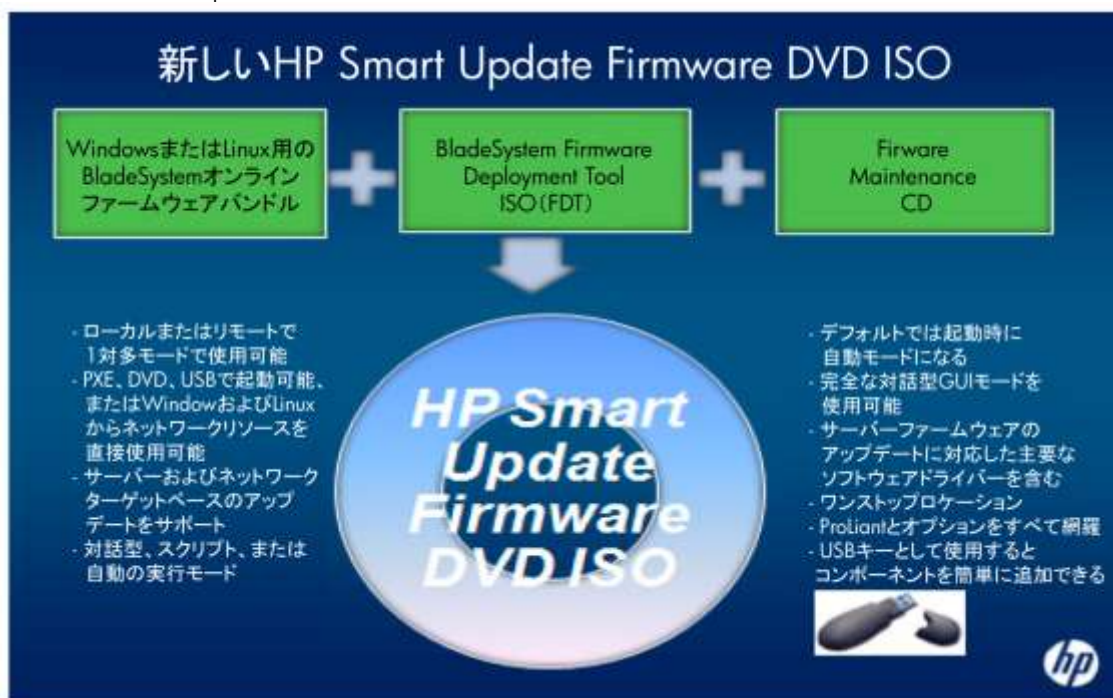 新しいHP Smart Update Firmware DVD ISO
WindowsまたはLinux用の
BladeSystemオンライン
ファームウェアバンドル
BladeSystem Firmware
Deployment Tool
ISO(FDT)
Firware
Maintenance
CD
- ローカルまたはリモートで
1対多モードで使用可能
- PXE、DVD、USBで起動可能、
またはWindowおよびLinux
からネットワークリソースを
直接使用可能
- サーバーおよびネットワーク
ターゲットベースのアップ
デートをサポート
- 対話型、スクリプト、または
自動の実行モード
HP Smart
Update
Firmware
DVD ISO
- デフォルトでは起動時に
自動モードになる
- 完全な対話型GUIモードを
使用可能
- サーバーファームウェアの
アップデートに対応した主要な
ソフトウェアドライバーを含む
- ワンストップロケーション
- ProLiantとオプションをすべて網羅
- USBキーとして使用すると
コンポーネントを簡単に追加できる
hp